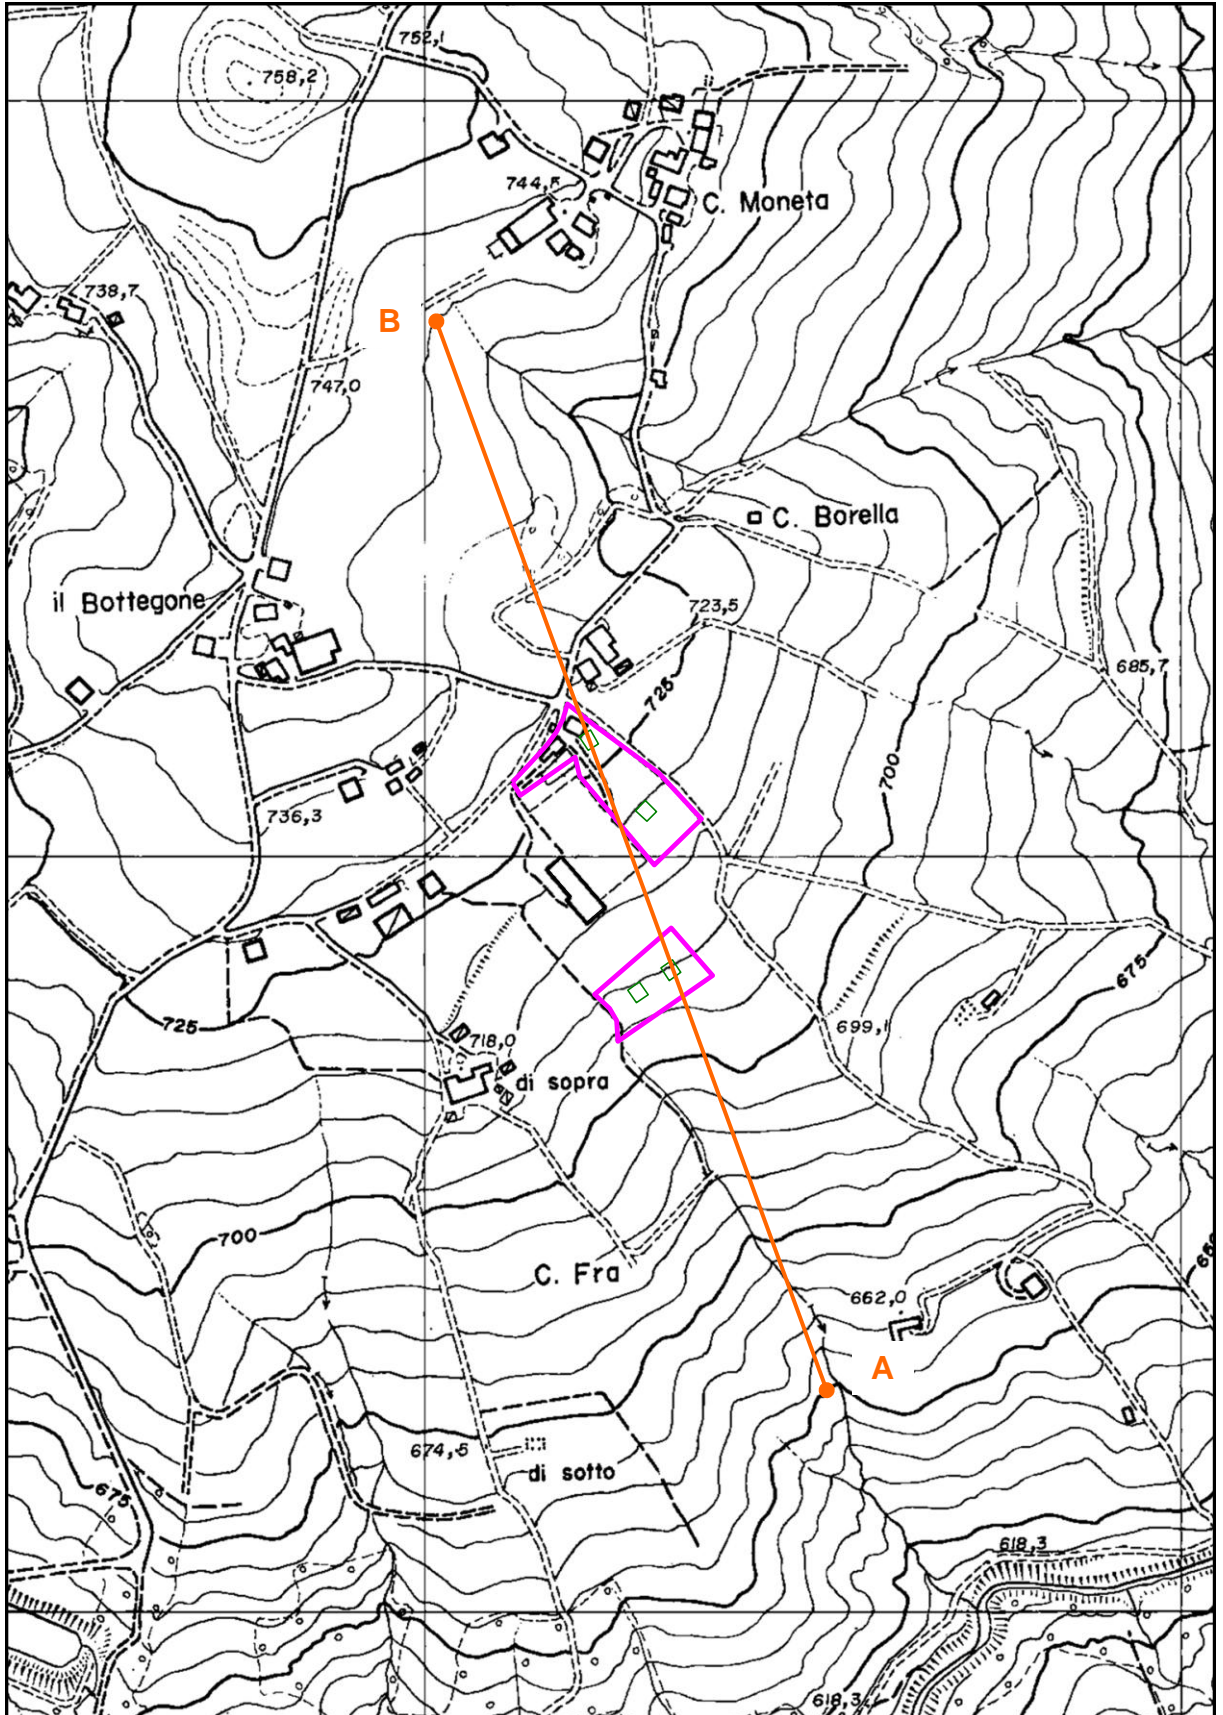 752,1
758,2
744,5
C. Moneta
738,7
B
747,0
C. Borella
il Bottegone
723,5
685,7
725
700
736,3
675
699,1
725
718,0
di sopra
700
C. Fra
662,0
A
674,5
di sotto
675
618,3
618,3